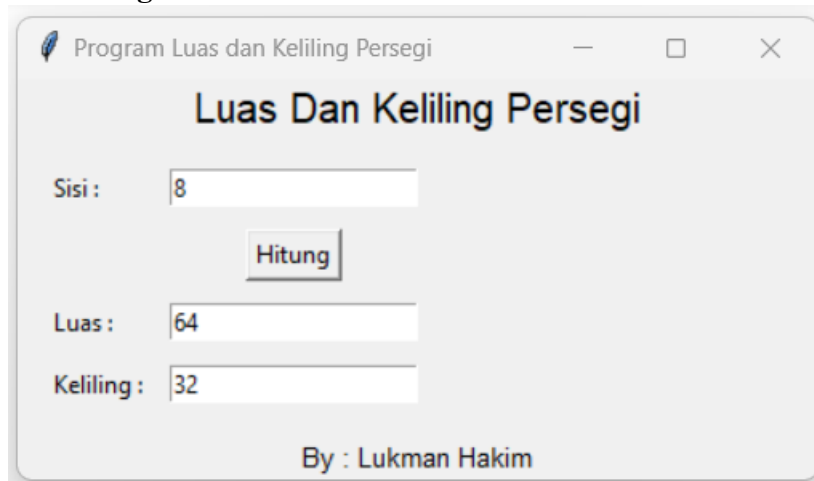 Program Luas dan Keliling Persegi
Luas Dan Keliling Persegi
Sisi : 8
Hitung
Luas : 64
Keliling : 32
By : Lukman Hakim